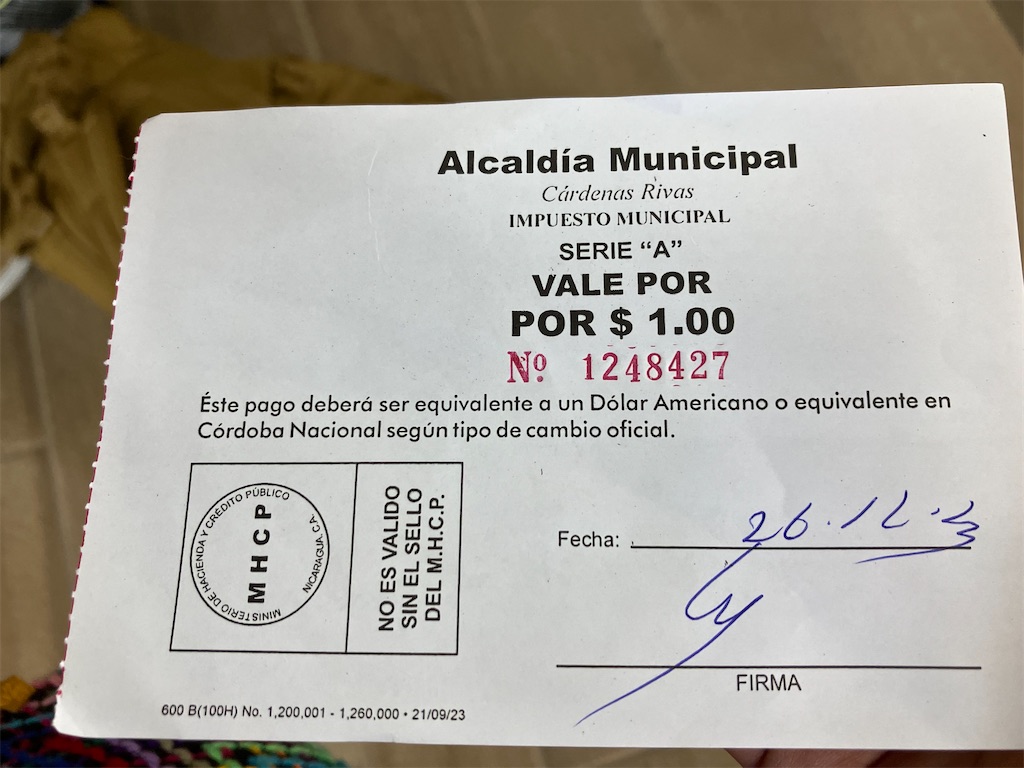 Alcaldía Municipal
Cárdenas Rivas
IMPUESTO MUNICIPAL
SERIE “A”
VALE POR
POR $ 1.00
Nº 1248427
Éste pago deberá ser equivalente a un Dólar Americano o equivalente en
Córdoba Nacional según tipo de cambio oficial.
MINISTERIO DE HACIENDA Y CRÉDITO PÚBLICO
MHCP
NICARAGUA. C.A.
NO ES VALIDO
SIN EL SELLO
DEL M.H.C.P.
Fecha: 26.12.23
FIRMA
600 B(100H) No. 1,200,001 - 1,260,000 • 21/09/23